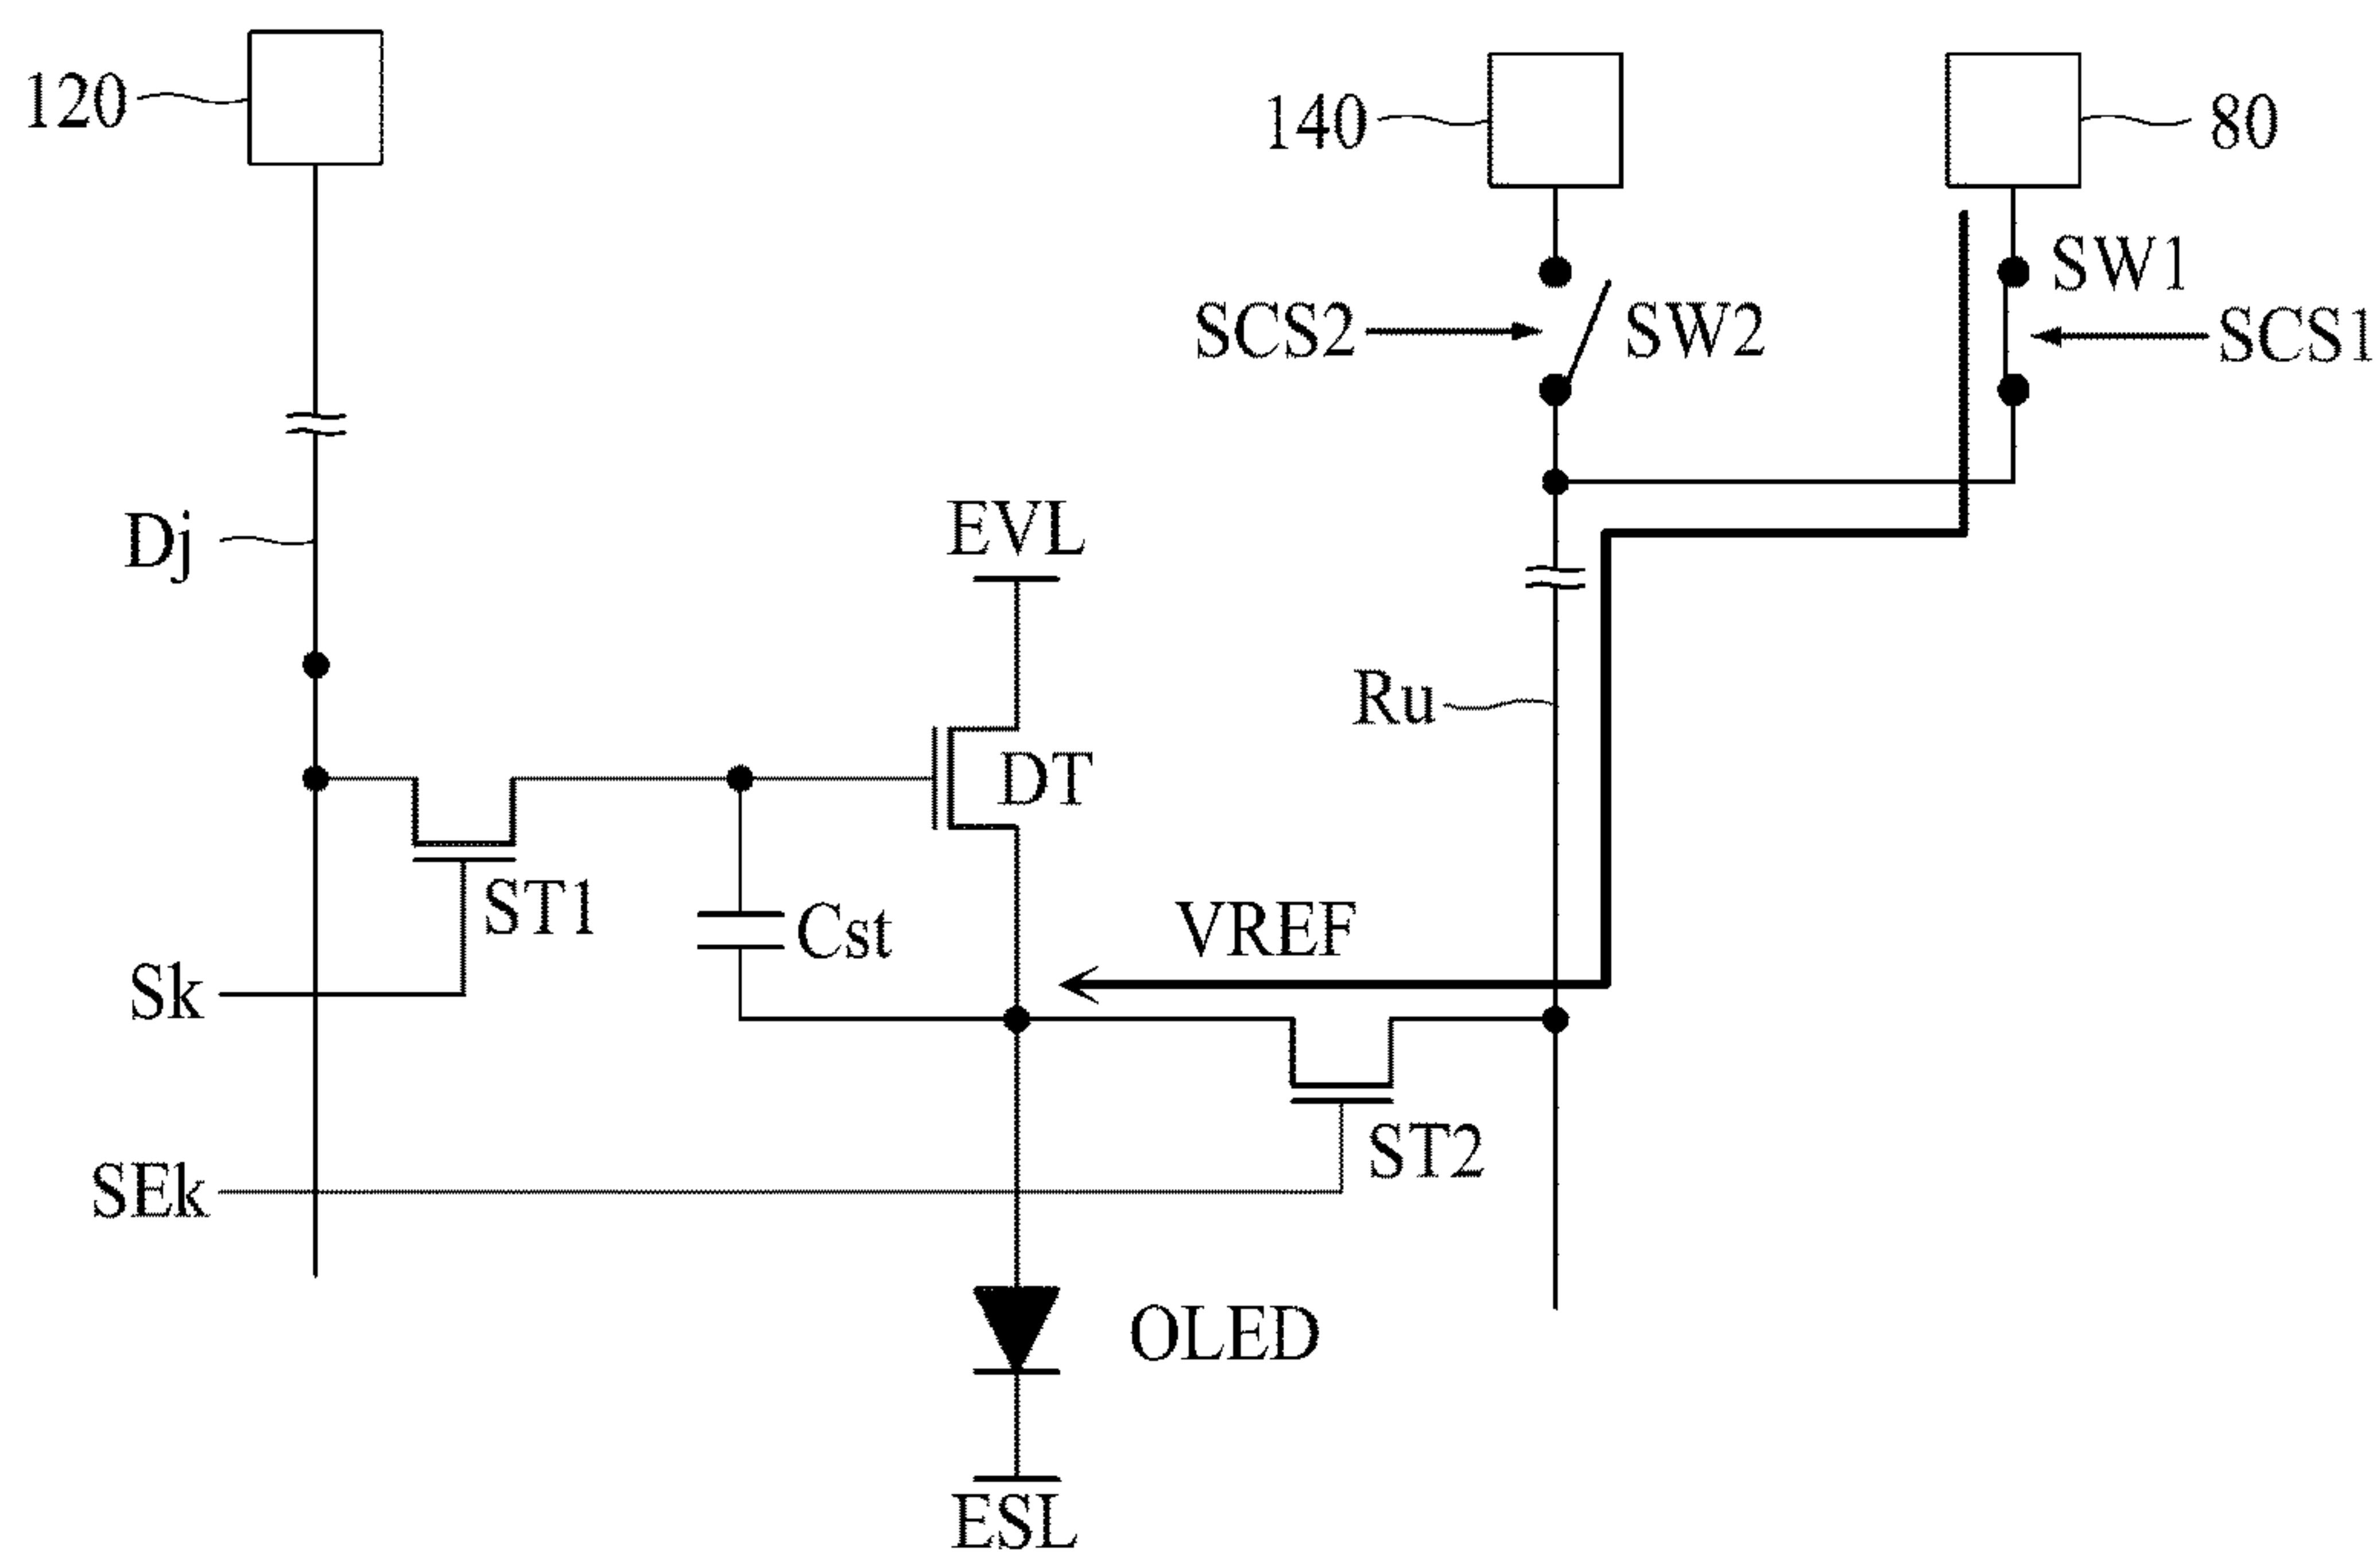 120
140
80
SW1
SCS2
SW2
SCS1
Dj
EVL
Ru
DT
ST1
Cst
VREF
Sk
ST2
SEk
OLED
ESL